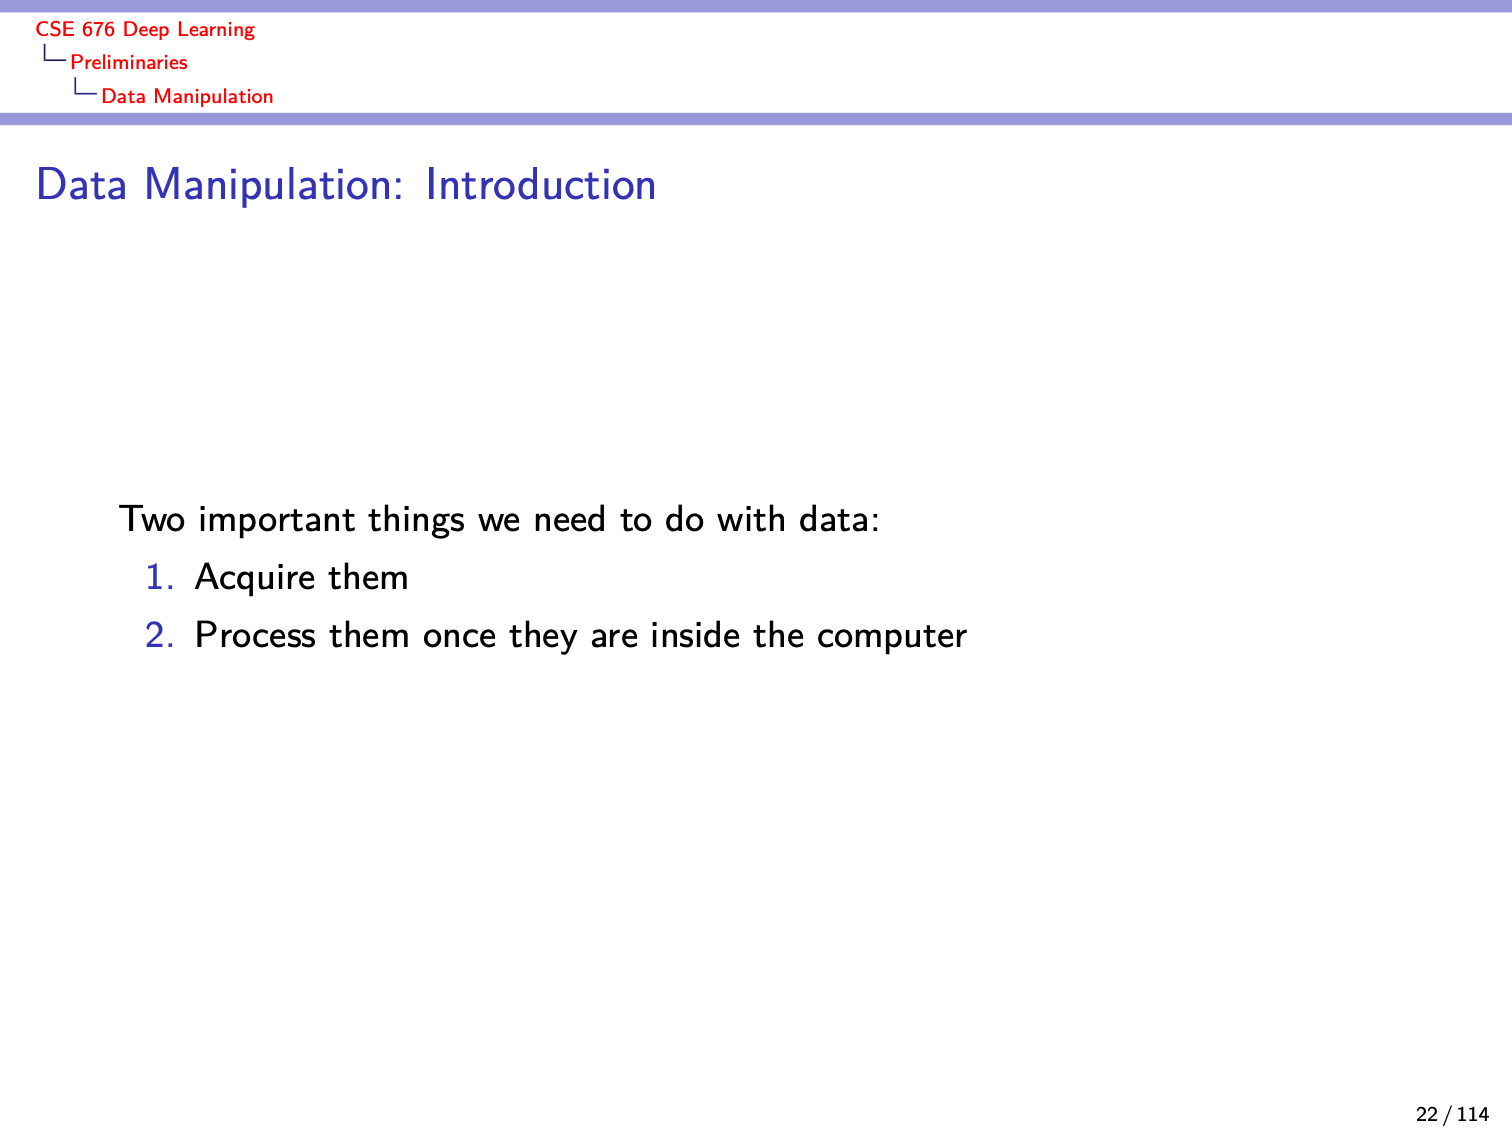 CSE 676 Deep Learning
Preliminaries
Data Manipulation
Data Manipulation: Introduction
Two important things we need to do with data:
1. Acquire them
2. Process them once they are inside the computer
22 / 114